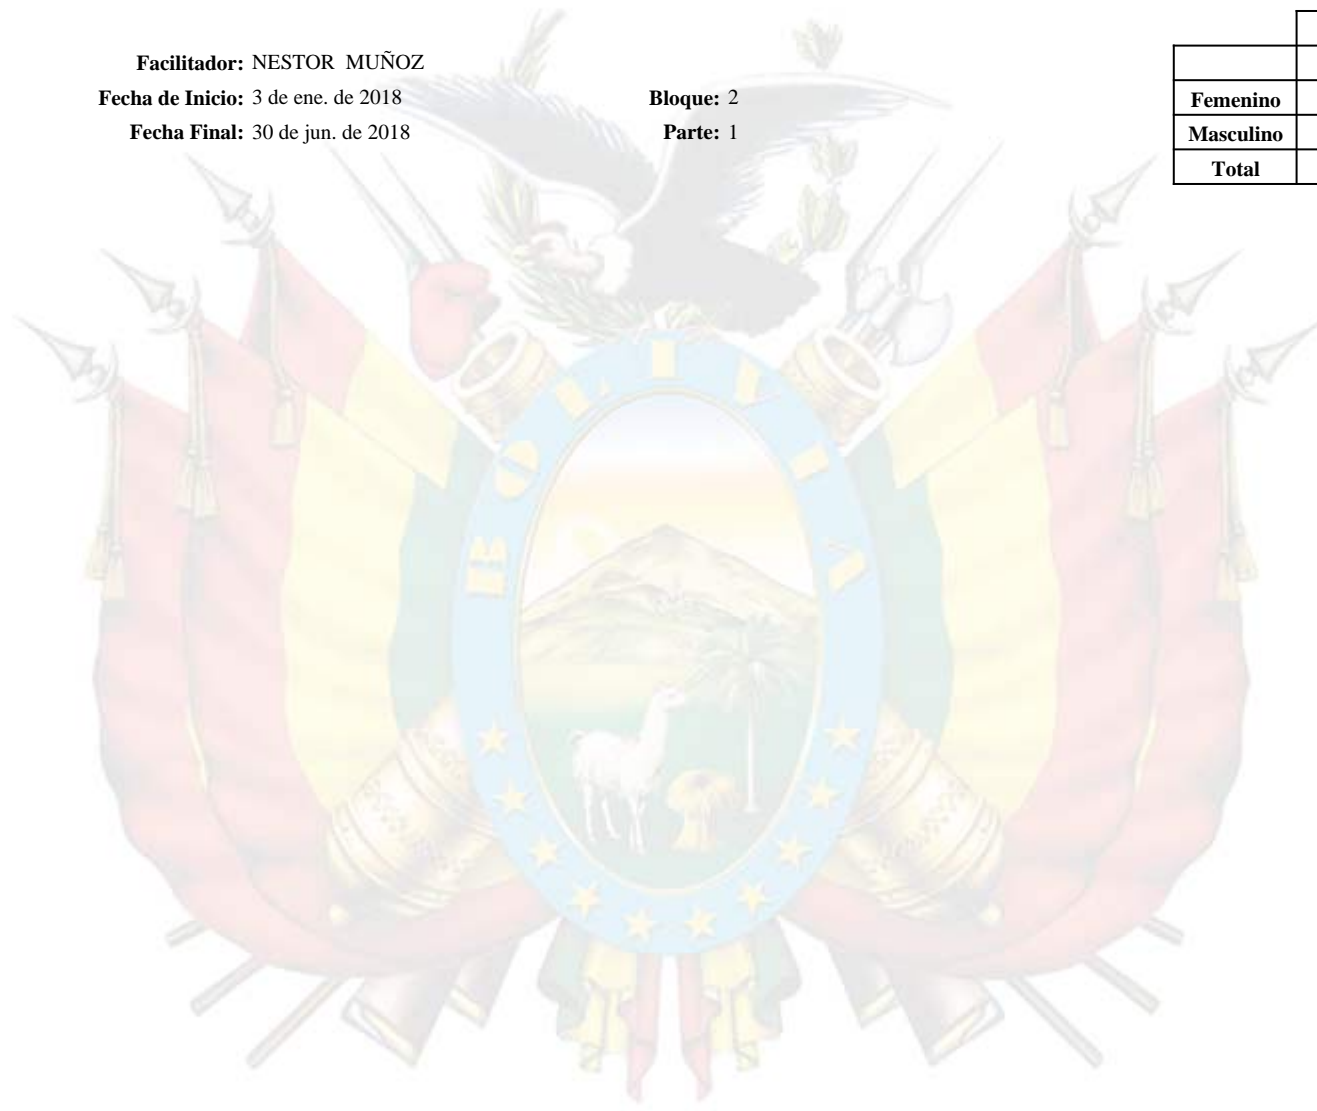 Facilitador: NESTOR MUÑOZ
Fecha de Inicio: 3 de ene. de 2018 Bloque: 2
Fecha Final: 30 de jun. de 2018 Parte: 1
Femenino
Masculino
Total
BOLIVIA